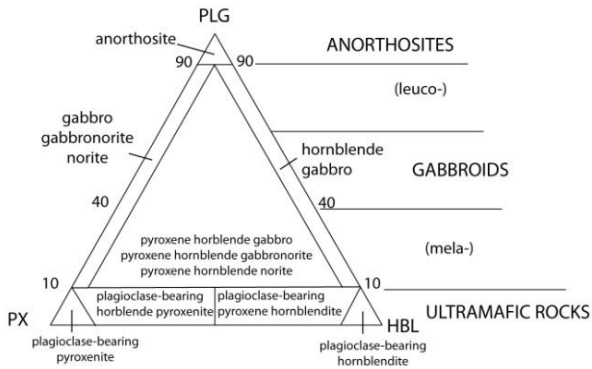 PLG
anorthosite
ANORTHOSITES
90
90
(leuco-)
gabbro
gabbronorite
norite
hornblende
gabbro
GABBROIDS
40
40
pyroxene horblende gabbro
pyroxene hornblende gabbronorite
pyroxene hornblende norite
(mela-)
10
10
plagioclase-bearing
horblende pyroxenite
plagioclase-bearing
pyroxene hornblendite
ULTRAMAFIC ROCKS
PX
HBL
plagioclase-bearing
pyroxenite
plagioclase-bearing
hornblendite